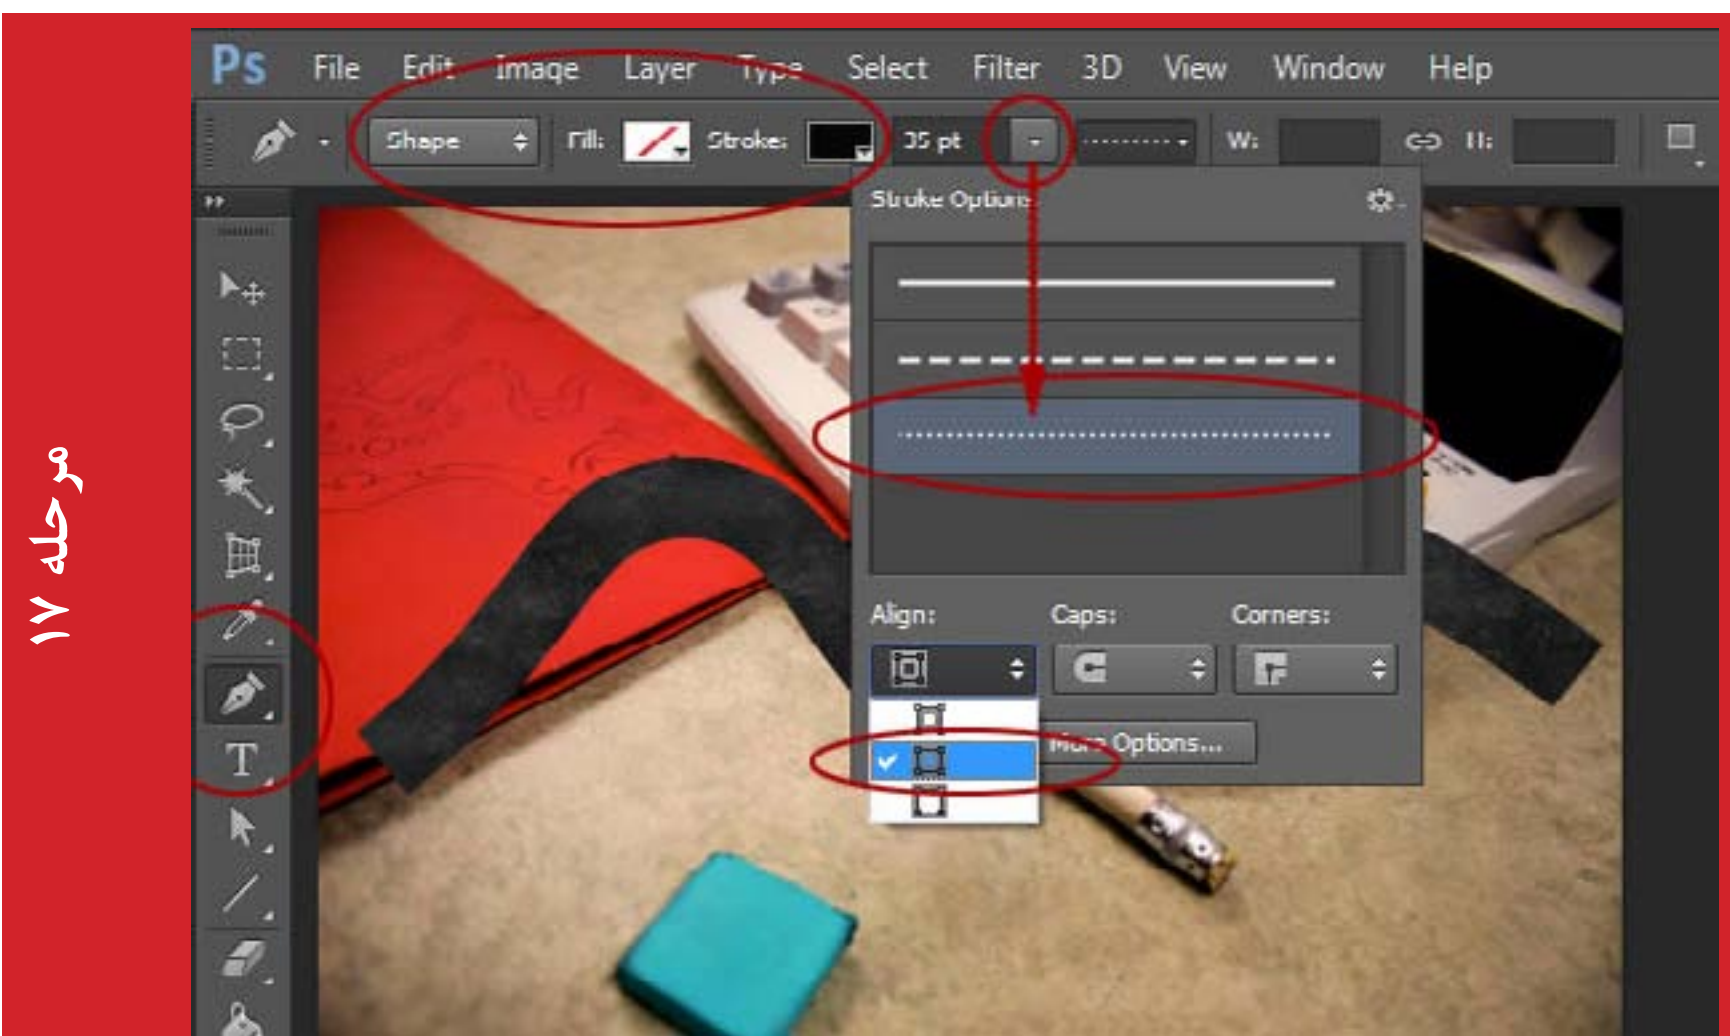 مرحله ۱۷
Ps File Edit Image Layer Type Select Filter 3D View Window Help
Shape Fill: Stroke: 35 pt W: H:
Stroke Options
Align: Caps: Corners:
More Options...
T